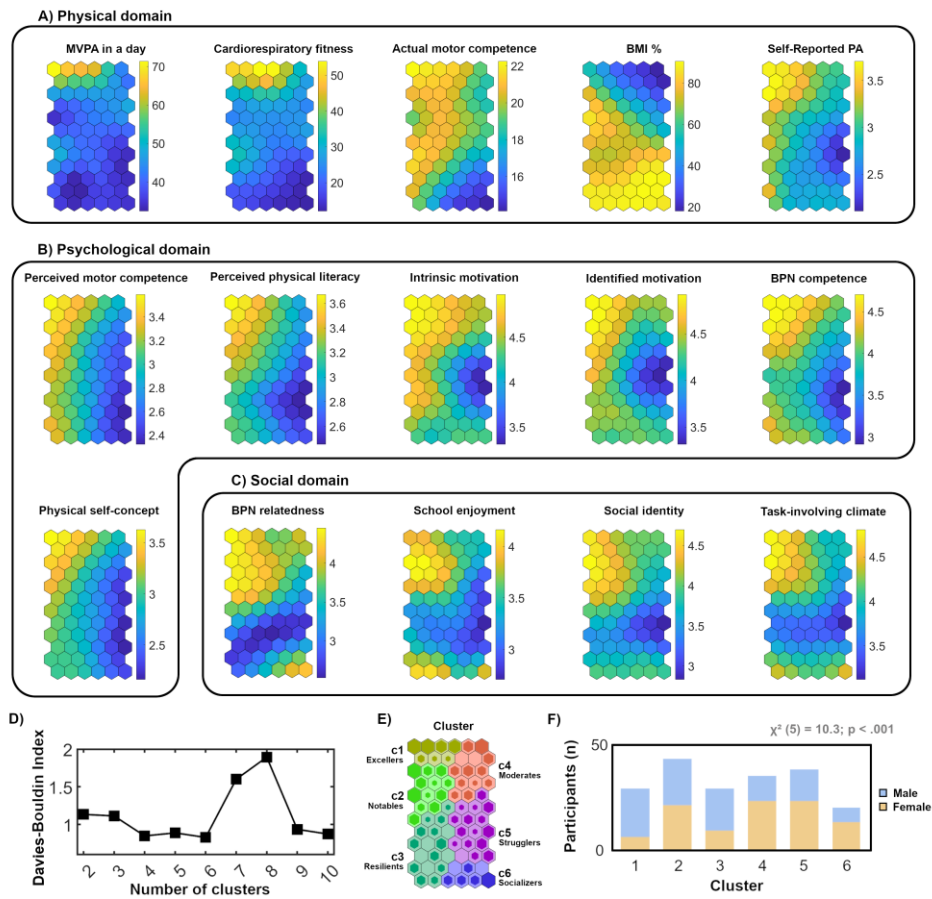 A) Physical domain
MVPA in a day
Cardiorespiratory fitness
Actual motor competence
BMI %
Self-Reported PA
70
60
50
40
50
40
30
20
22
20
18
16
80
60
40
20
3.5
3
2.5
B) Psychological domain
Perceived motor competence
Perceived physical literacy
Intrinsic motivation
Identified motivation
BPN competence
3.4
3.2
3
2.8
2.6
2.4
3.6
3.4
3.2
3
2.8
2.6
4.5
4
3.5
4.5
4
3.5
4.5
4
3.5
3
C) Social domain
Physical self-concept
BPN relatedness
School enjoyment
Social identity
Task-involving climate
3.5
3
2.5
4
3.5
3
4
3.5
3
4.5
4
3.5
3
4.5
4
3.5
D)
Davies-Bouldin Index
2
1.5
1
2 3 4 5 6 7 8 9 10
Number of clusters
E)
Cluster
c1
Excellers
c4
Moderates
c2
Notables
c5
Strugglers
c3
Resilients
c6
Socializers
F)
χ² (5) = 10.3; p < .001
Participants (n)
50
0
Male
Female
1 2 3 4 5 6
Cluster